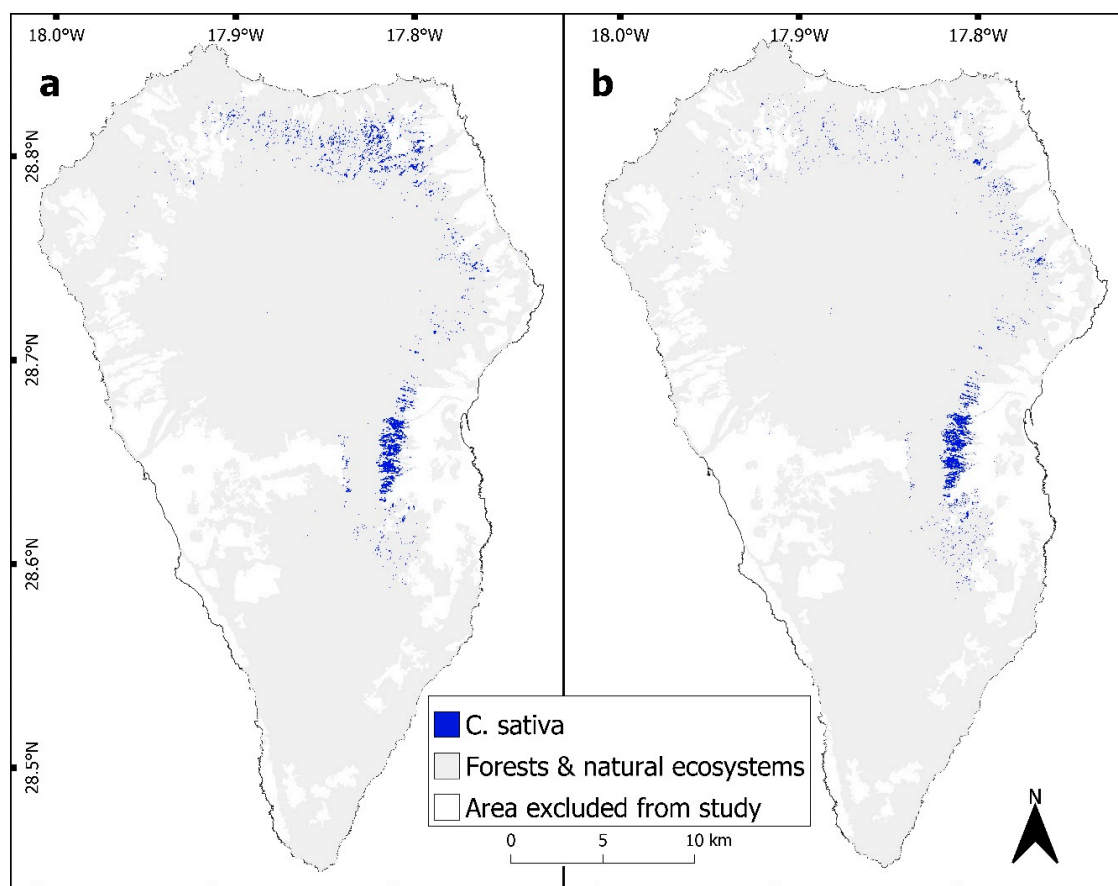 18.0°W 17.9°W 17.8°W 18.0°W 17.9°W 17.8°W
a b
28.8°N
28.7°N
28.6°N
28.5°N
C. sativa
Forests & natural ecosystems
Area excluded from study
0 5 10 km
N